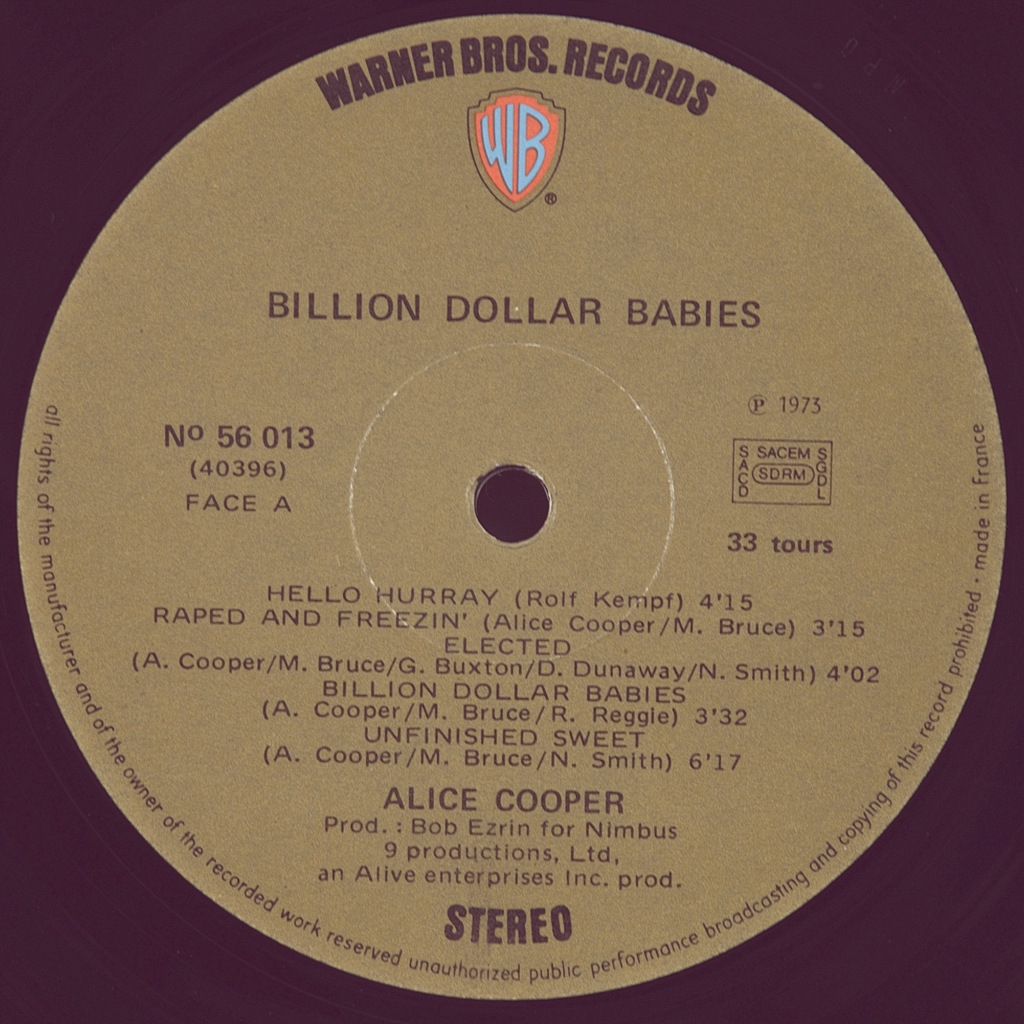 WARNER BROS. RECORDS
WB
®
BILLION DOLLAR BABIES
℗ 1973
Nº 56 013
(40396)
FACE A
SACEM
SACD
SDRM
SGDL
33 tours
HELLO HURRAY (Rolf Kempf) 4'15
RAPED AND FREEZIN' (Alice Cooper/M. Bruce) 3'15
ELECTED
(A. Cooper/M. Bruce/G. Buxton/D. Dunaway/N. Smith) 4'02
BILLION DOLLAR BABIES
(A. Cooper/M. Bruce/R. Reggie) 3'32
UNFINISHED SWEET
(A. Cooper/M. Bruce/N. Smith) 6'17
ALICE COOPER
Prod. : Bob Ezrin for Nimbus
9 productions, Ltd,
an Alive enterprises Inc. prod.
STEREO
all rights of the manufacturer and of the owner of the recorded work reserved unauthorized public performance broadcasting and copying of this record prohibited · made in France